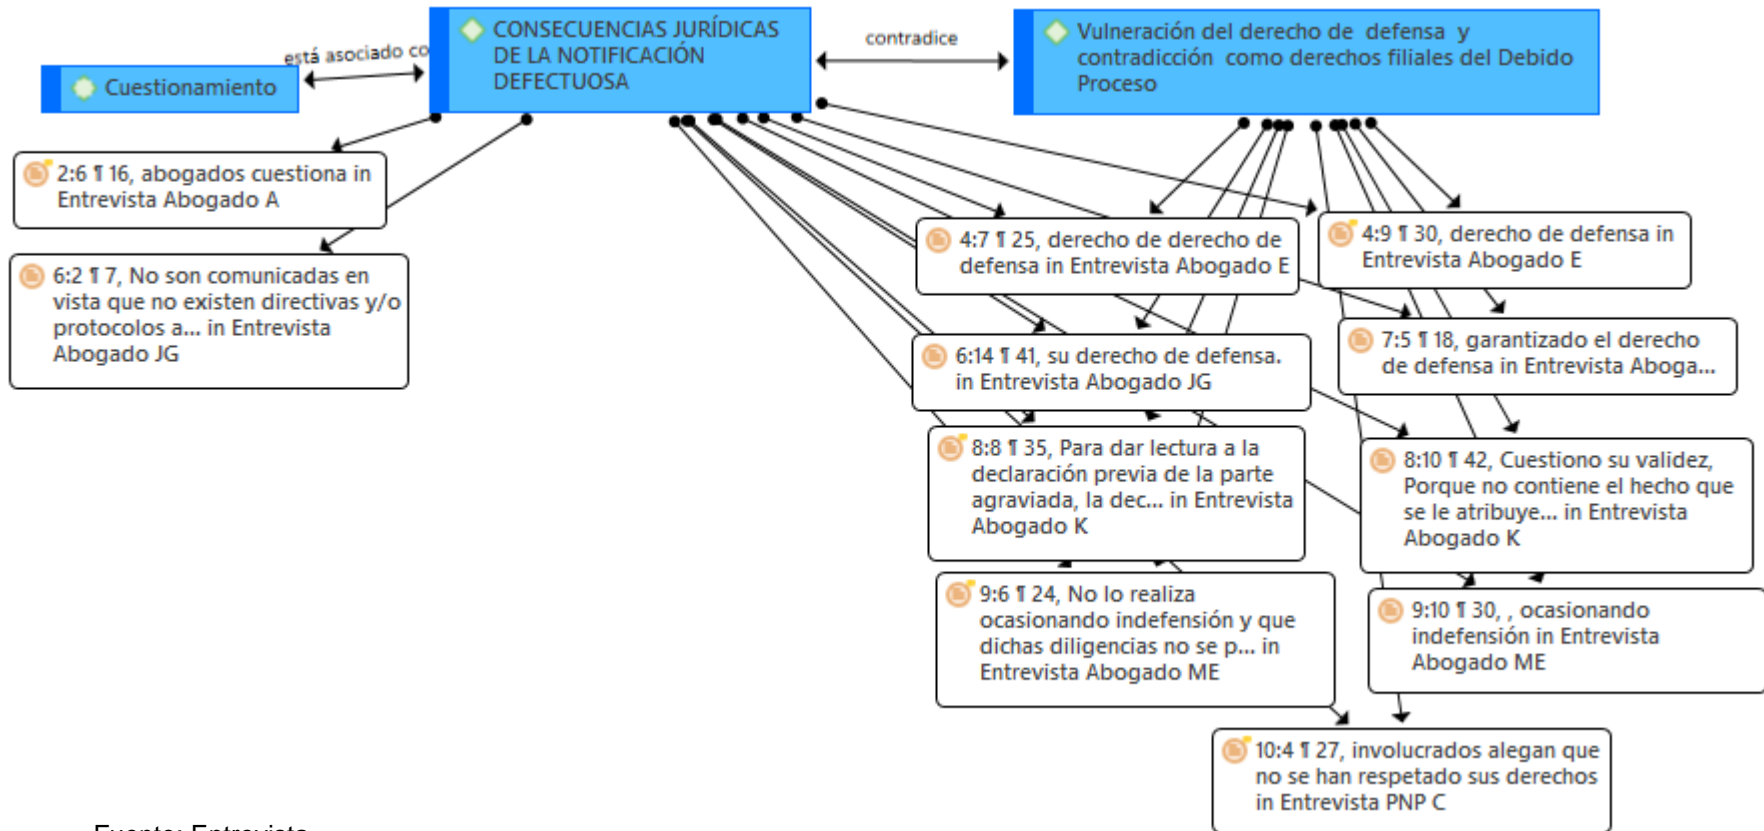 CONSECUENCIAS JURÍDICAS
DE LA NOTIFICACIÓN
DEFECTUOSA
contradice
Vulneración del derecho de defensa y
contradicción como derechos filiales del Debido
Proceso
está asociado co
Cuestionamiento
2:6 ¶ 16, abogados cuestiona in
Entrevista Abogado A
6:2 ¶ 7, No son comunicadas en
vista que no existen directivas y/o
protocolos a... in Entrevista
Abogado JG
4:7 ¶ 25, derecho de derecho de
defensa in Entrevista Abogado E
4:9 ¶ 30, derecho de defensa in
Entrevista Abogado E
6:14 ¶ 41, su derecho de defensa.
in Entrevista Abogado JG
7:5 ¶ 18, garantizado el derecho
de defensa in Entrevista Aboga...
8:8 ¶ 35, Para dar lectura a la
declaración previa de la parte
agraviada, la dec... in Entrevista
Abogado K
8:10 ¶ 42, Cuestiono su validez,
Porque no contiene el hecho que
se le atribuye... in Entrevista
Abogado K
9:6 ¶ 24, No lo realiza
ocasionando indefensión y que
dichas diligencias no se p... in
Entrevista Abogado ME
9:10 ¶ 30, , ocasionando
indefensión in Entrevista
Abogado ME
10:4 ¶ 27, involucrados alegan que
no se han respetado sus derechos
in Entrevista PNP C
Fuente: Entrevista